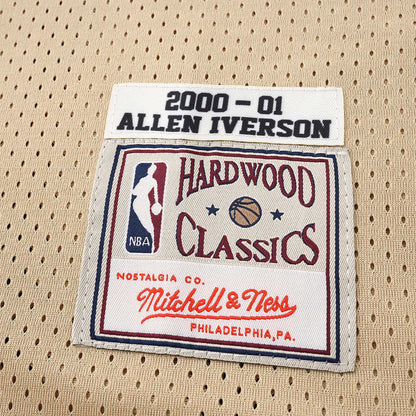 2000 - 01
ALLEN IVERSON
HARDWOOD
CLASSICS
NBA
NOSTALGIA CO.
Mitchell & Ness
PHILADELPHIA, PA.